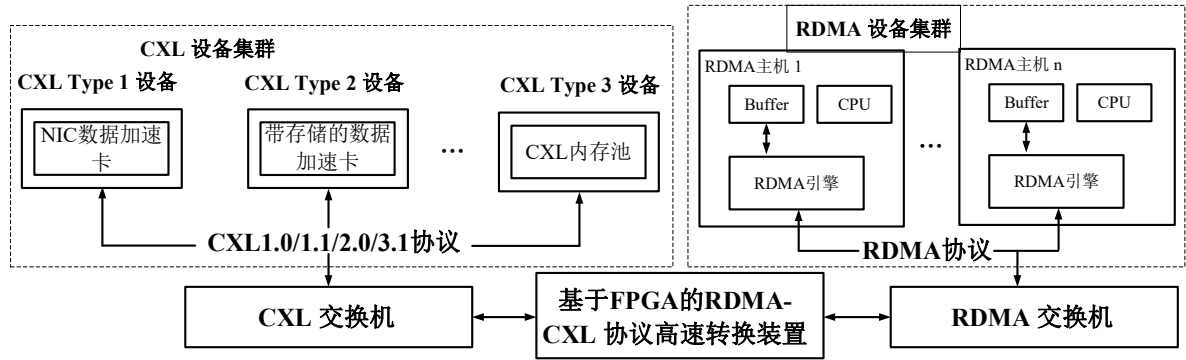 CXL 设备集群
CXL Type 1 设备
NIC数据加速
卡
CXL Type 2 设备
带存储的数据
加速卡
...
CXL Type 3 设备
CXL内存池
CXL1.0/1.1/2.0/3.1协议
RDMA 设备集群
RDMA主机 1
Buffer
CPU
RDMA引擎
...
RDMA主机 n
Buffer
CPU
RDMA引擎
RDMA协议
CXL 交换机
基于FPGA的RDMA-
CXL 协议高速转换装置
RDMA 交换机